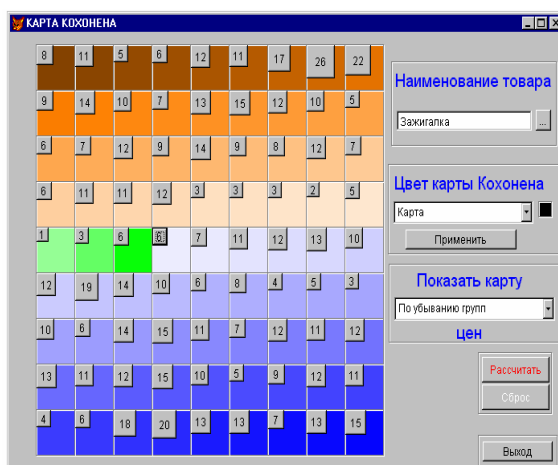 КАРТА КОХОНЕНА
8 11 5 6 12 11 17 26 22
9 14 10 7 13 15 12 10 5
6 7 12 9 14 9 8 12 7
6 11 11 12 3 3 3 2 5
1 3 6 6 7 11 12 13 10
12 19 14 10 6 8 4 5 3
10 6 14 15 11 7 12 11 12
13 11 12 15 10 5 9 12 11
4 6 18 20 13 13 7 13 15
Наименование товара
Зажигалка ...
Цвет карты Кохонена
Карта
Применить
Показать карту
По убыванию групп
цен
Рассчитать
Сброс
Выход